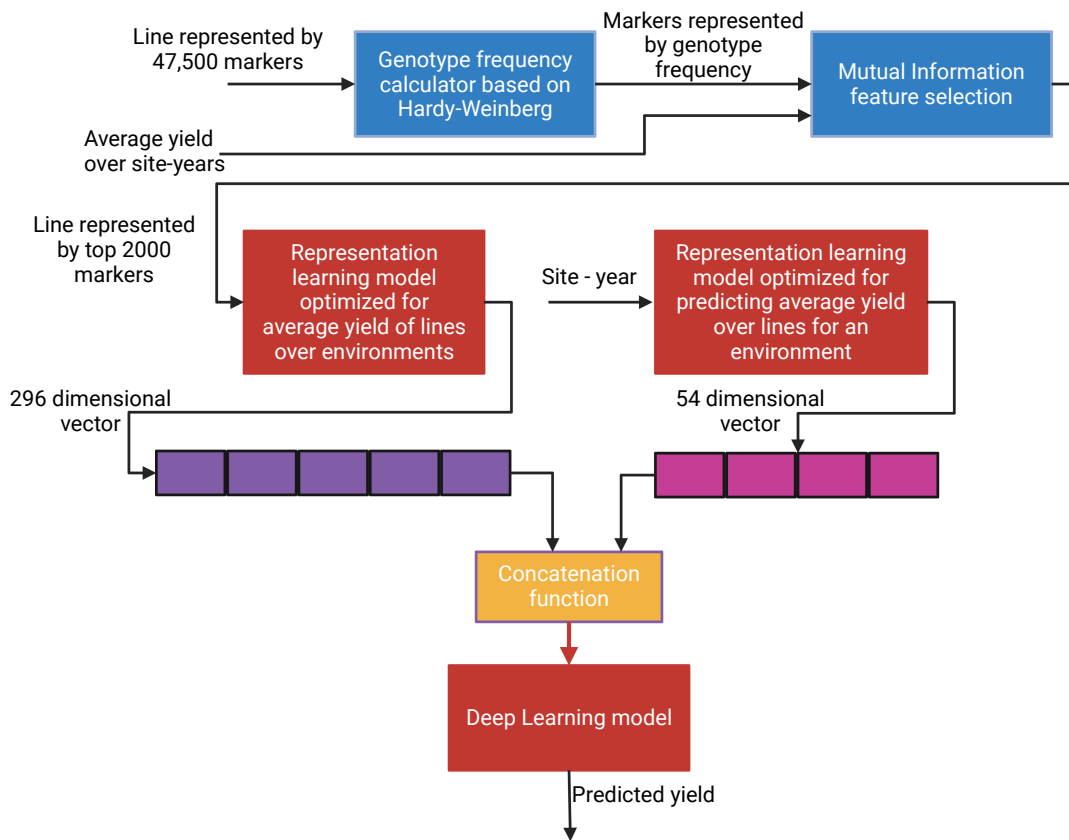 Line represented by
47,500 markers
Genotype frequency
calculator based on
Hardy-Weinberg
Markers represented
by genotype
frequency
Mutual Information
feature selection
Average yield
over site-years
Line represented
by top 2000
markers
Representation
learning model
optimized for
average yield of lines
over environments
Site - year
Representation learning
model optimized for
predicting average yield
over lines for an
environment
296 dimensional
vector
54 dimensional
vector
Concatenation
function
Deep Learning model
Predicted yield